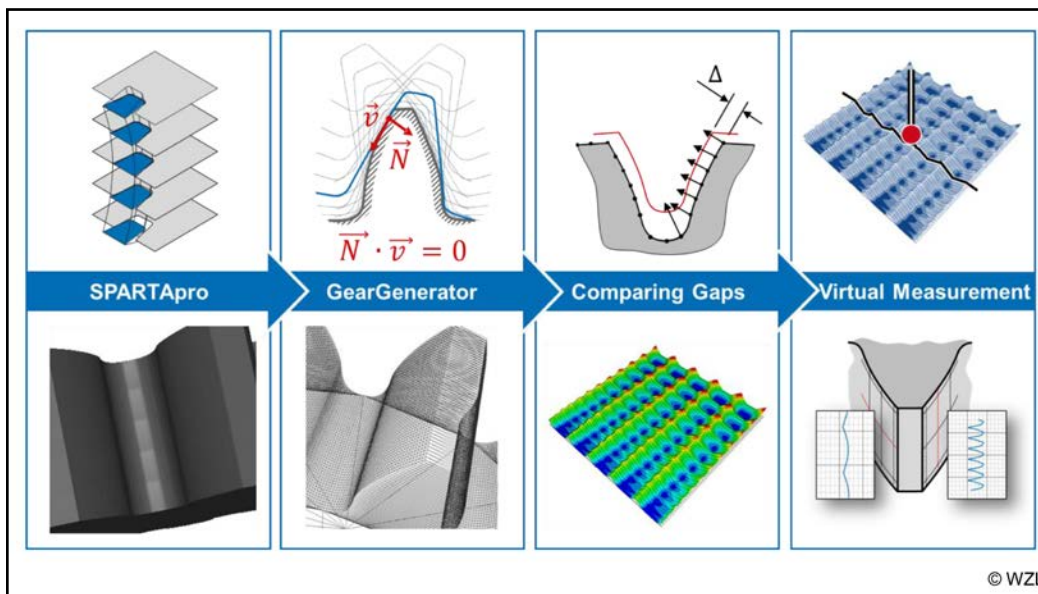 Δ
v⃗
N⃗
N⃗ · v⃗ = 0
SPARTApro
GearGenerator
Comparing Gaps
Virtual Measurement
© WZL